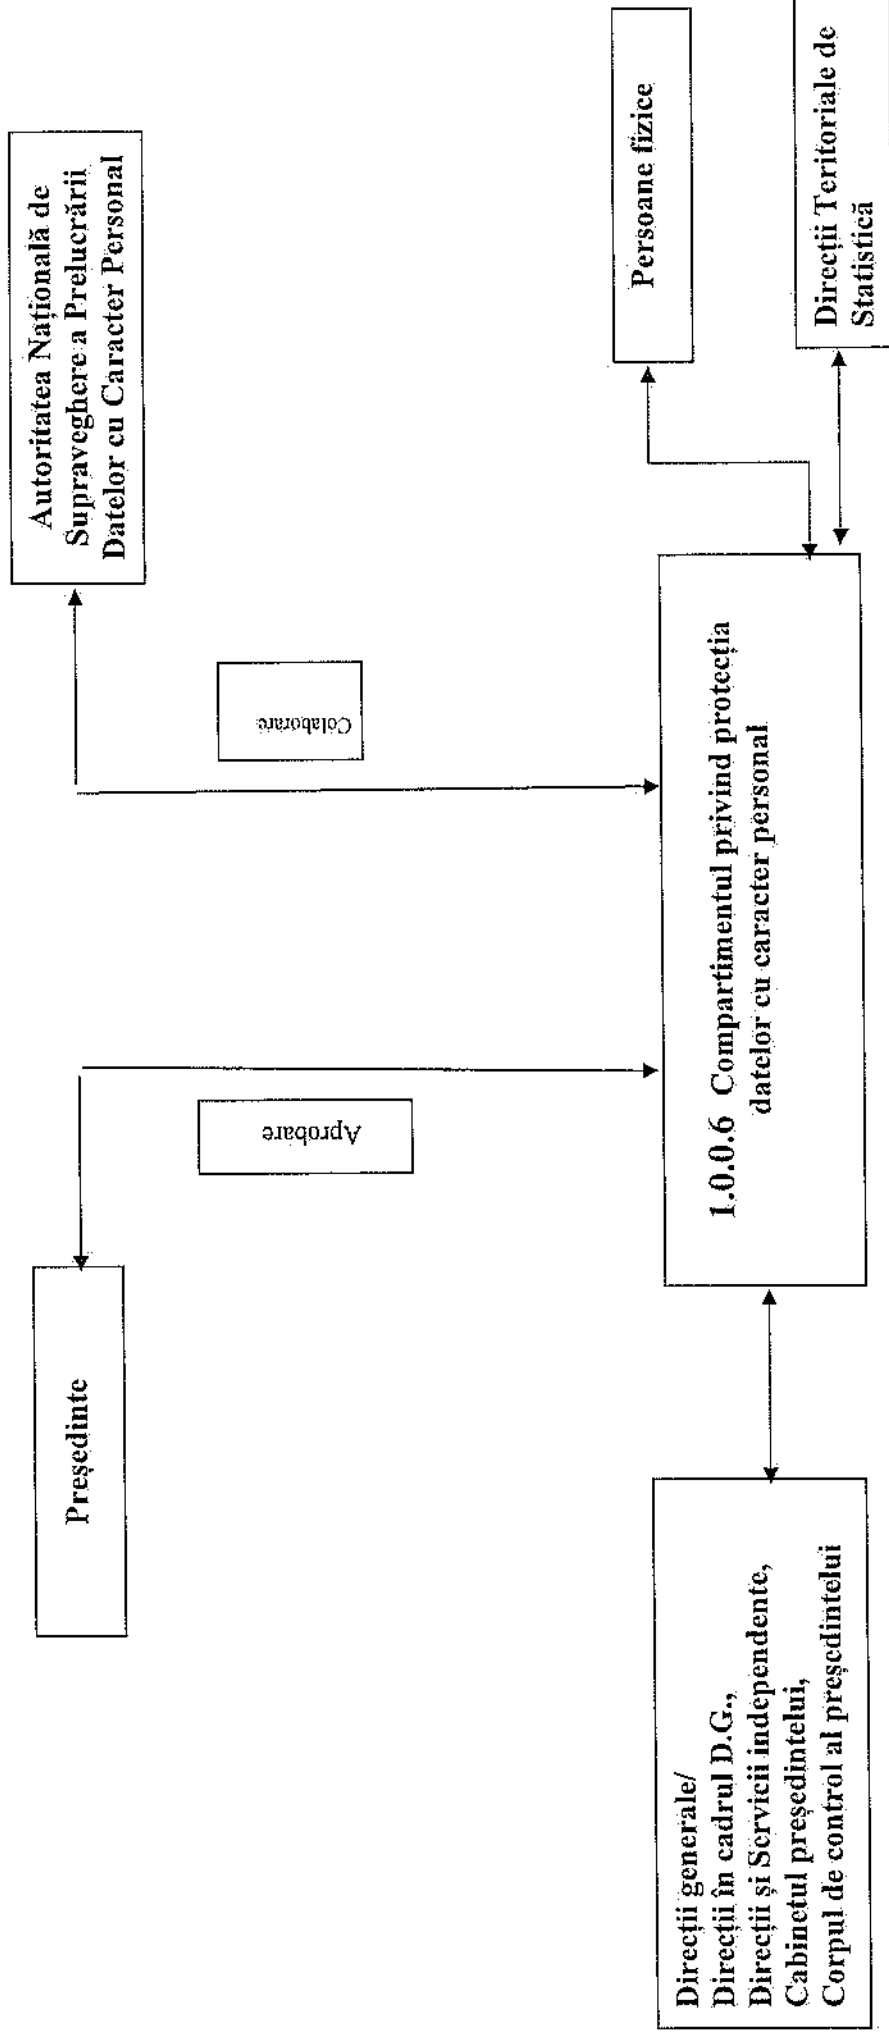 Președinte
Autoritatea Națională de
Supraveghere a Prelucrării
Datelor cu Caracter Personal
Aprobare
Colaborare
Persoane fizice
Direcții generale/
Direcții în cadrul D.G.,
Direcții și Servicii independente,
Cabinetul președintelui,
Corpul de control al președintelui
1.0.0.6 Compartimentul privind protecția
datelor cu caracter personal
Direcții Teritoriale de
Statistică